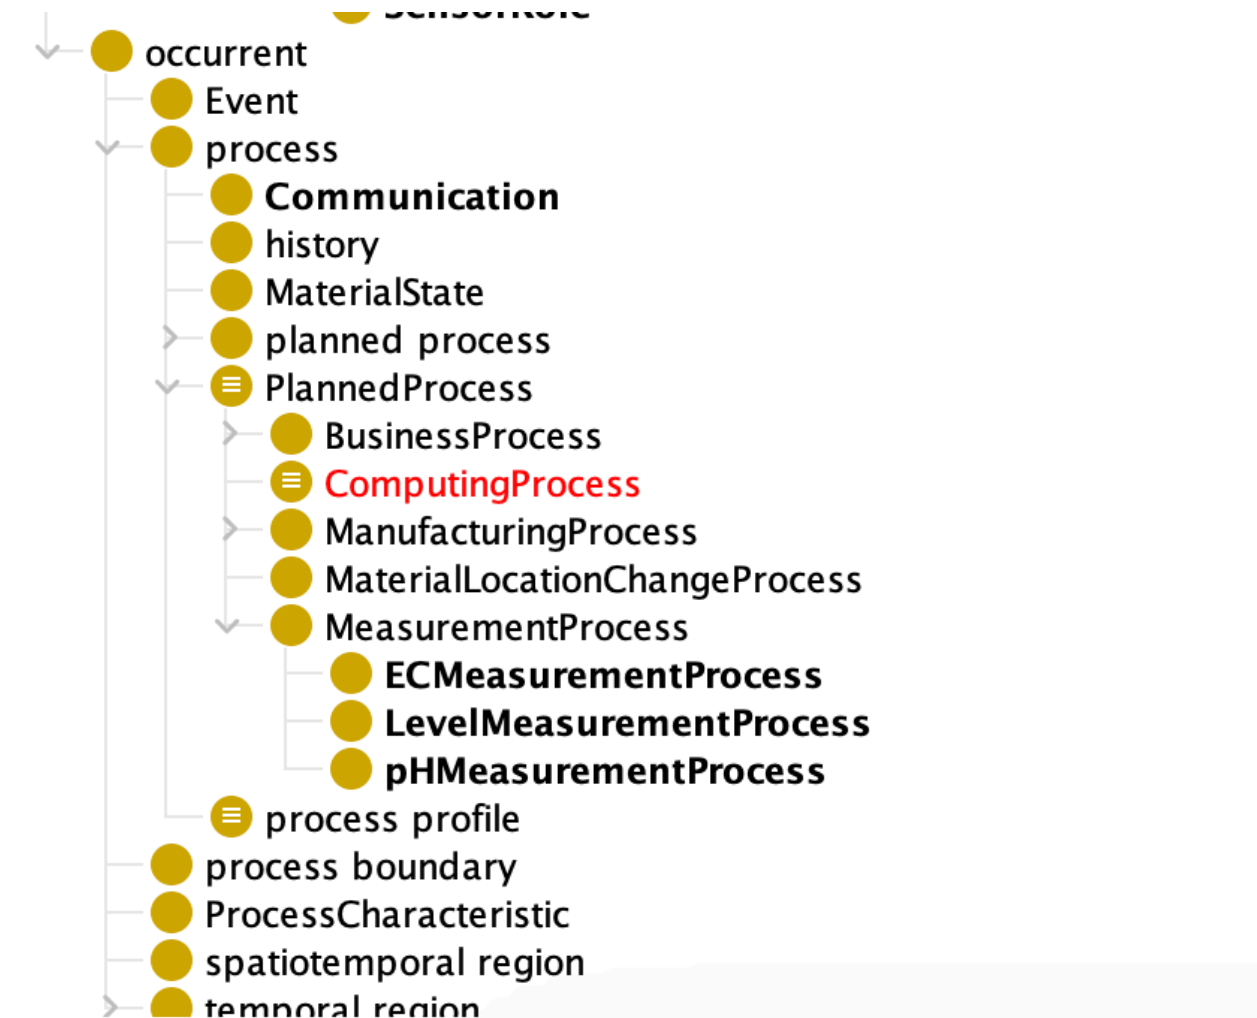 SensorRole
occurrent
Event
process
Communication
history
MaterialState
planned process
PlannedProcess
BusinessProcess
ComputingProcess
ManufacturingProcess
MaterialLocationChangeProcess
MeasurementProcess
ECMeasurementProcess
LevelMeasurementProcess
pHMeasurementProcess
process profile
process boundary
ProcessCharacteristic
spatiotemporal region
temporal region